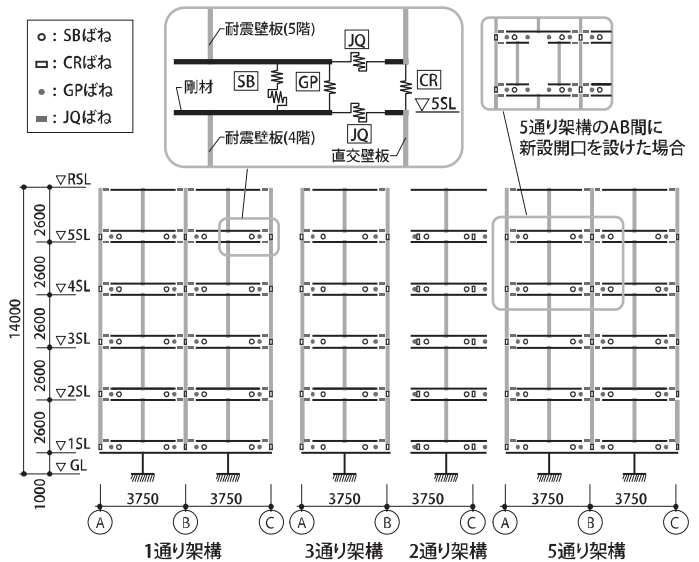 ○：SBばね
□：CRばね
●：GPばね
■：JQばね
耐震壁板(5階)
JQ
SB
GP
CR
剛材
▽5SL
JQ
耐震壁板(4階)
直交壁板
5通り架構のAB間に
新設開口を設けた場合
▽RSL
2600
▽5SL
2600
▽4SL
14000
2600
▽3SL
2600
▽2SL
2600
▽1SL
▽GL
1000
3750 3750 3750 3750 3750 3750
A B C A B C A B C
1通り架構 3通り架構 2通り架構 5通り架構